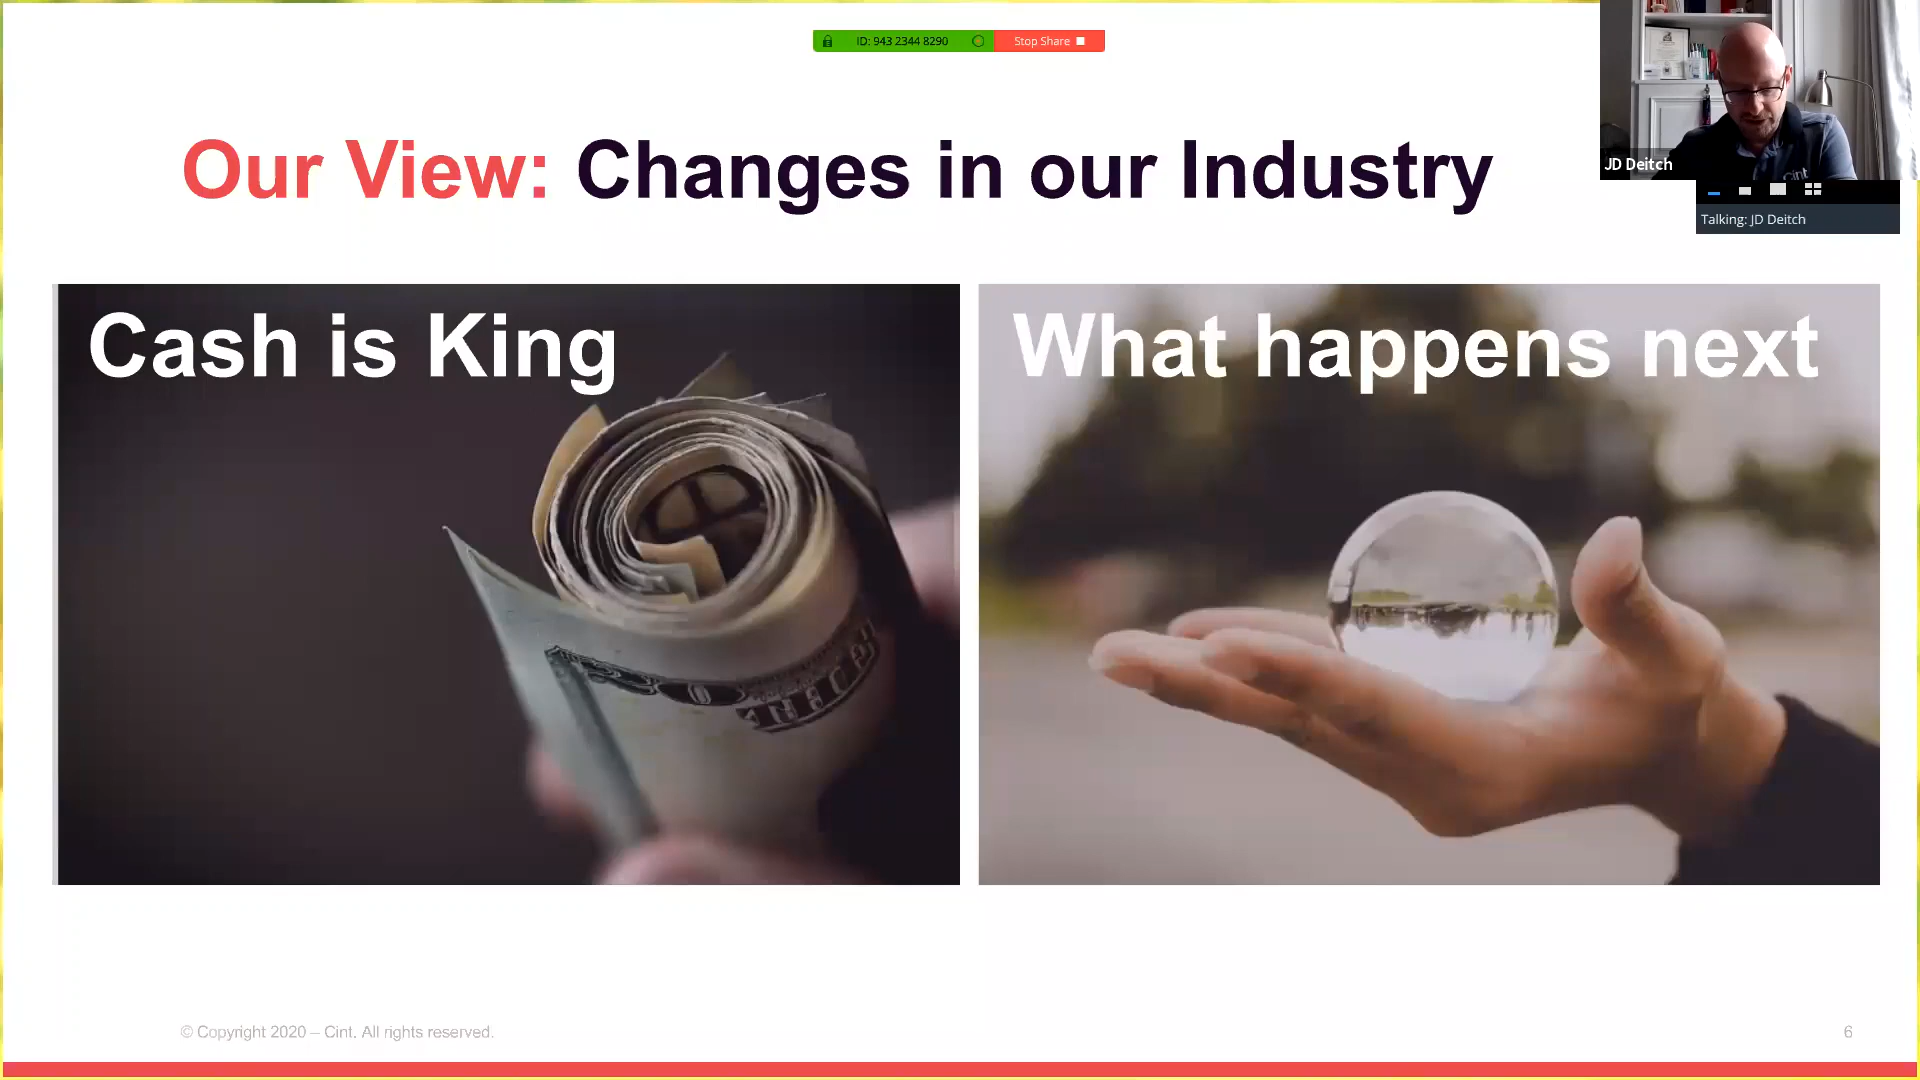 ID: 943 2344 8290
Stop Share
JD Deitch
Talking: JD Deitch
Our View: Changes in our Industry
Cash is King
What happens next
cint
© Copyright 2020 – Cint. All rights reserved.
6